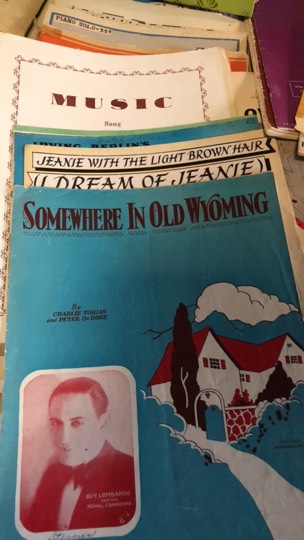 PIANO SOLO • 35¢
MUSIC
Song
IRVING BERLIN'S
JEANIE WITH THE LIGHT BROWN HAIR
(I DREAM OF JEANIE)
SOMEWHERE IN OLD WYOMING
By
CHARLIE TOBIAS
and PETER DeROSE
GUY LOMBARDO
AND HIS
ROYAL CANADIANS